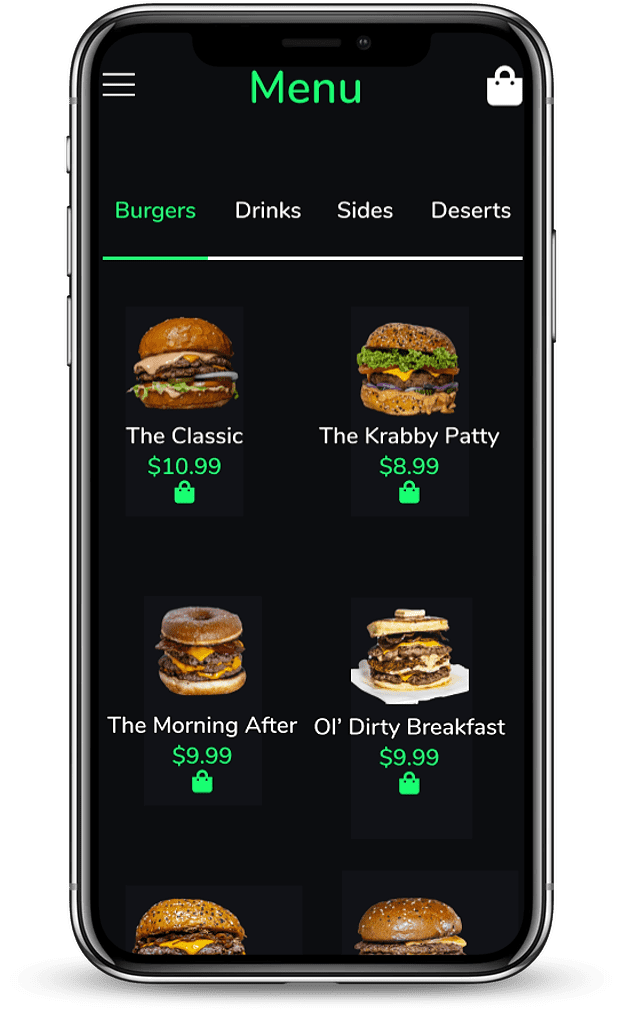 Menu
Burgers Drinks Sides Deserts
The Classic
$10.99
The Krabby Patty
$8.99
The Morning After
$9.99
Ol’ Dirty Breakfast
$9.99